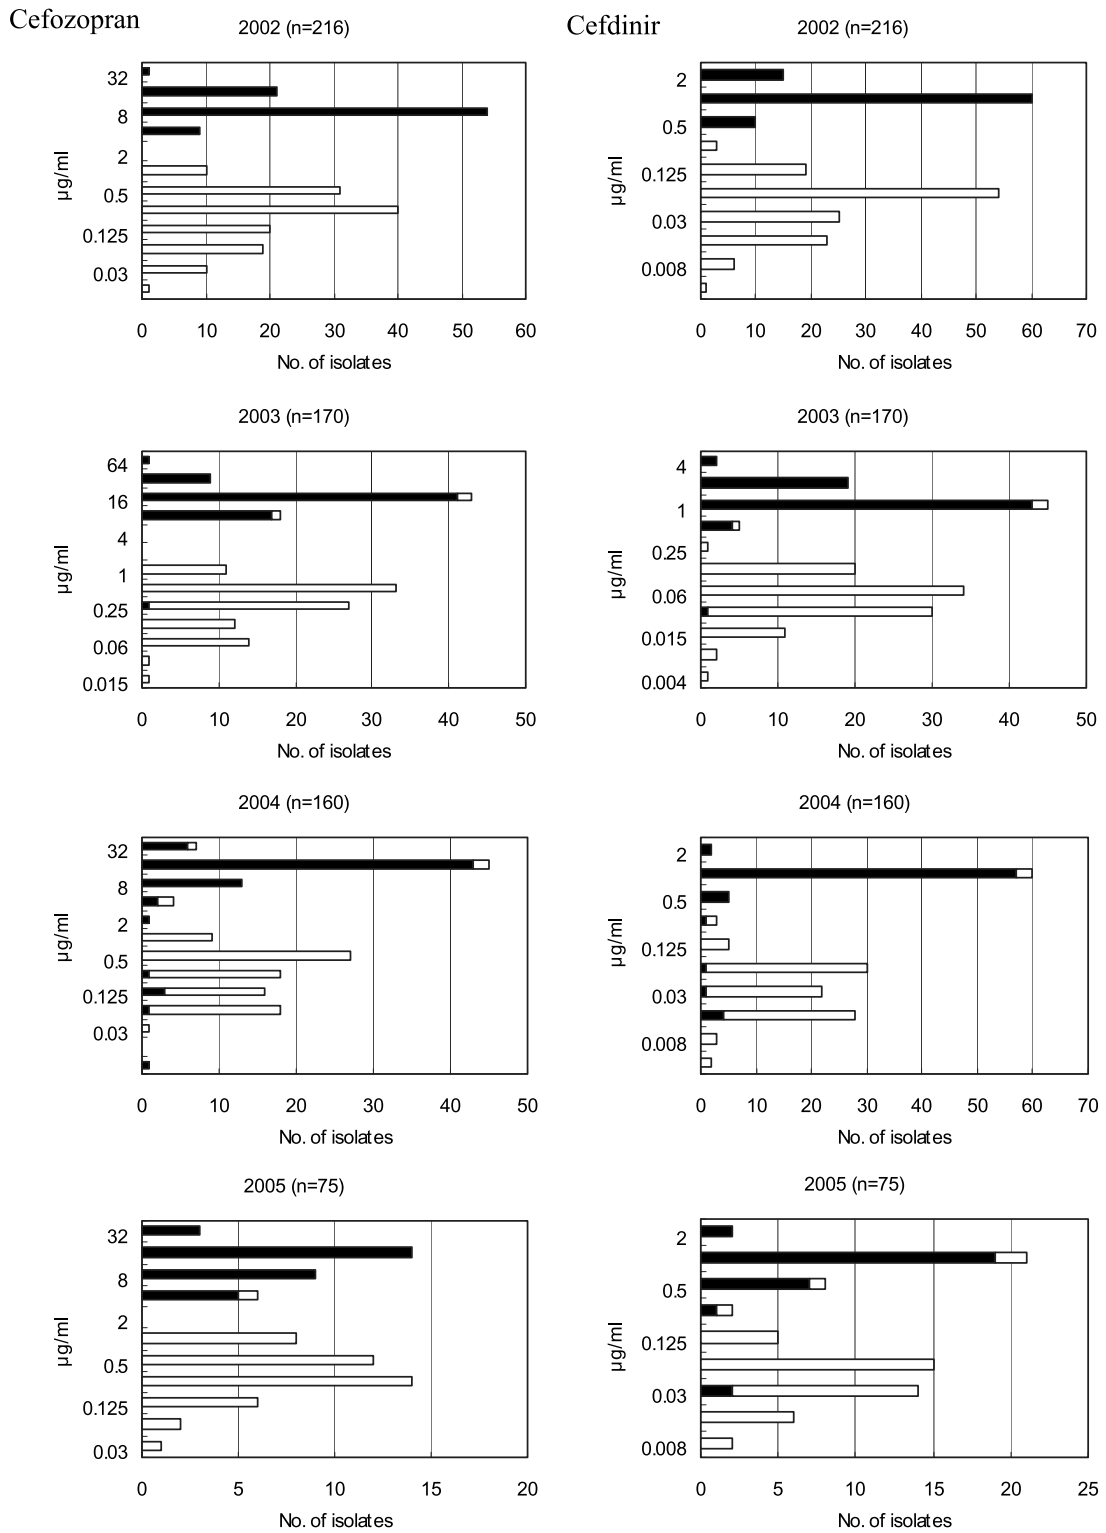 Cefozopran
Cefdinir
2002 (n=216)
32
8
2
0.5
0.125
0.03
µg/ml
0 10 20 30 40 50 60
No. of isolates
2002 (n=216)
2
0.5
0.125
0.03
0.008
µg/ml
0 10 20 30 40 50 60 70
No. of isolates
2003 (n=170)
64
16
4
1
0.25
0.06
0.015
µg/ml
0 10 20 30 40 50
No. of isolates
2003 (n=170)
4
1
0.25
0.06
0.015
0.004
µg/ml
0 10 20 30 40 50
No. of isolates
2004 (n=160)
32
8
2
0.5
0.125
0.03
µg/ml
0 10 20 30 40 50
No. of isolates
2004 (n=160)
2
0.5
0.125
0.03
0.008
µg/ml
0 10 20 30 40 50 60 70
No. of isolates
2005 (n=75)
32
8
2
0.5
0.125
0.03
µg/ml
0 5 10 15 20
No. of isolates
2005 (n=75)
2
0.5
0.125
0.03
0.008
µg/ml
0 5 10 15 20 25
No. of isolates